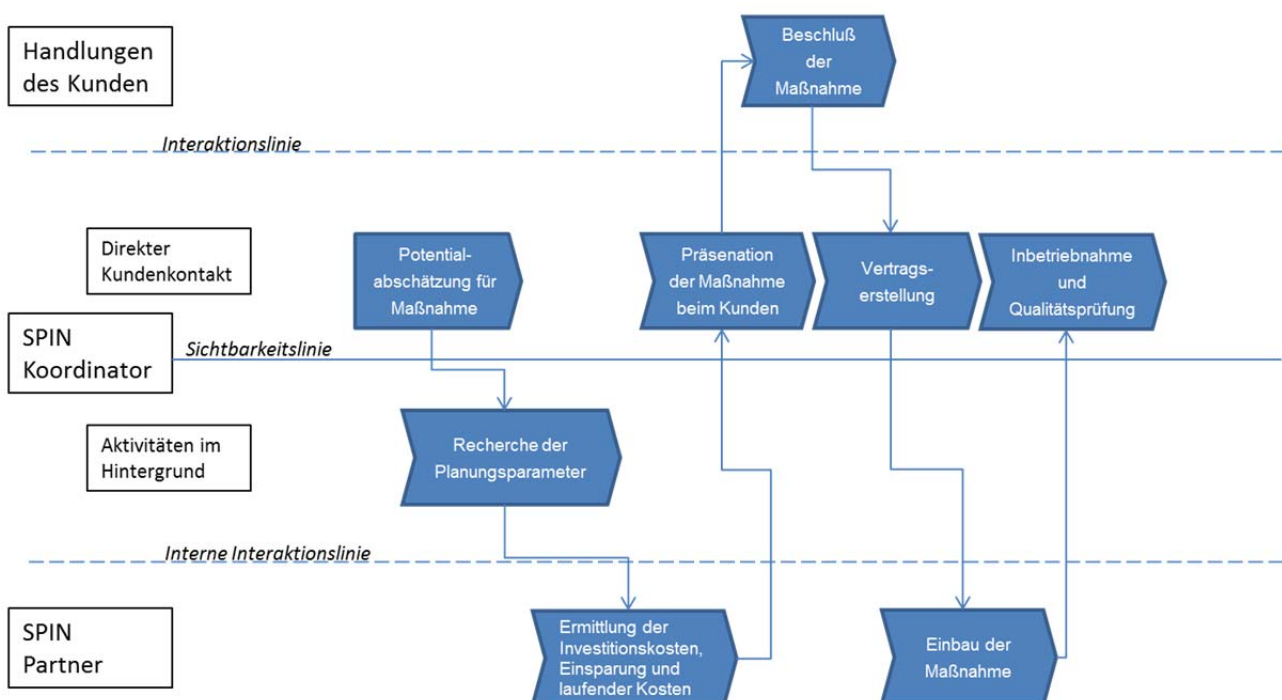 Handlungen
des Kunden
Beschluß
der
Maßnahme
Interaktionslinie
Direkter
Kundenkontakt
Potential-
abschätzung für
Maßnahme
Präsenation
der Maßnahme
beim Kunden
Vertrags-
erstellung
Inbetriebnahme
und
Qualitätsprüfung
SPIN
Koordinator
Sichtbarkeitslinie
Aktivitäten im
Hintergrund
Recherche der
Planungsparameter
Interne Interaktionslinie
SPIN
Partner
Ermittlung der
Investitionskosten,
Einsparung und
laufender Kosten
Einbau der
Maßnahme